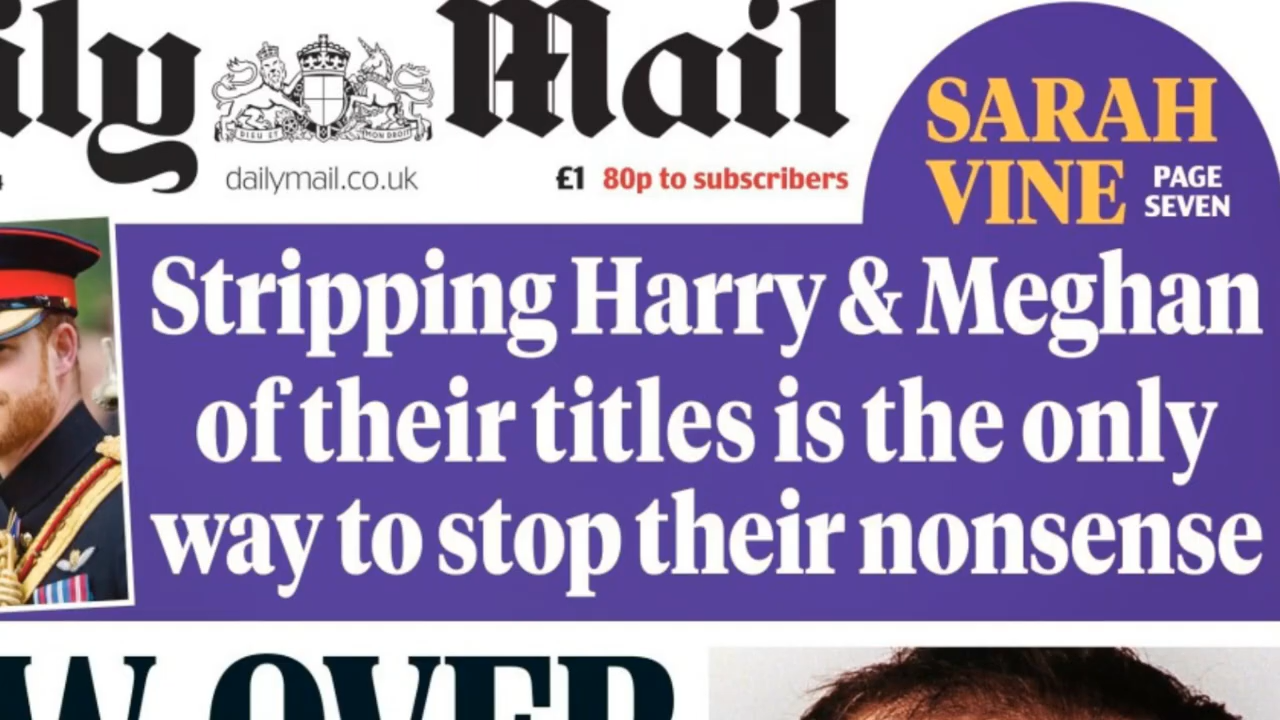 ily Mail
DIEU ET MON DROIT
dailymail.co.uk £1 80p to subscribers
SARAH
VINE PAGE
SEVEN
Stripping Harry & Meghan
of their titles is the only
way to stop their nonsense
W OVER